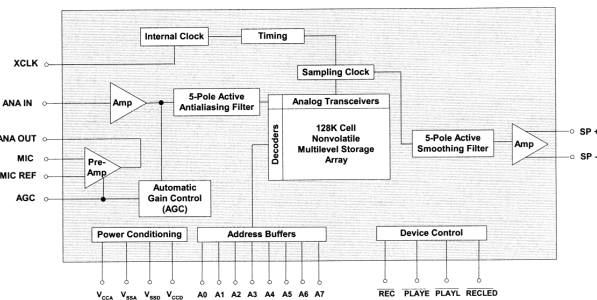 Internal Clock
Timing
XCLK
Sampling Clock
ANA IN
Amp
5-Pole Active
Antialiasing Filter
Analog Transceivers
Decoders
128K Cell
Nonvolatile
Multilevel Storage
Array
5-Pole Active
Smoothing Filter
Amp
SP +
SP -
ANA OUT
MIC
MIC REF
Pre-
Amp
AGC
Automatic
Gain Control
(AGC)
Power Conditioning
Address Buffers
Device Control
VCCA VSSA VSSD VCCD A0 A1 A2 A3 A4 A5 A6 A7 REC PLAYE PLAYL RECLED